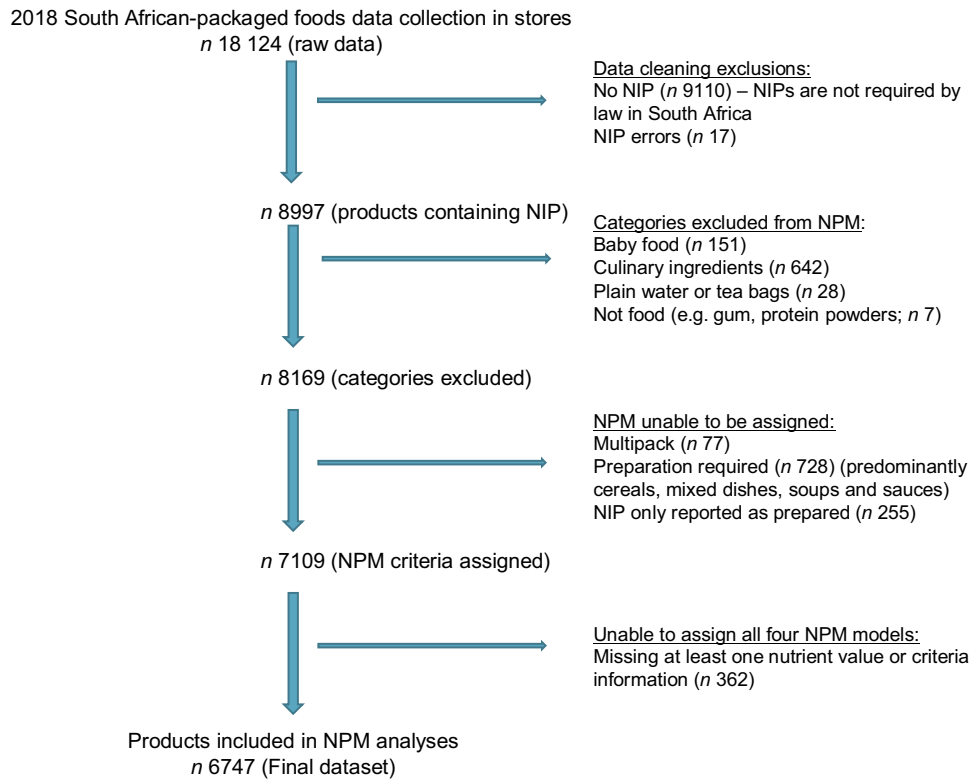 2018 South African-packaged foods data collection in stores
n 18 124 (raw data)
Data cleaning exclusions:
No NIP (n 9110) – NIPs are not required by
law in South Africa
NIP errors (n 17)
n 8997 (products containing NIP)
Categories excluded from NPM:
Baby food (n 151)
Culinary ingredients (n 642)
Plain water or tea bags (n 28)
Not food (e.g. gum, protein powders; n 7)
n 8169 (categories excluded)
NPM unable to be assigned:
Multipack (n 77)
Preparation required (n 728) (predominantly
cereals, mixed dishes, soups and sauces)
NIP only reported as prepared (n 255)
n 7109 (NPM criteria assigned)
Unable to assign all four NPM models:
Missing at least one nutrient value or criteria
information (n 362)
Products included in NPM analyses
n 6747 (Final dataset)